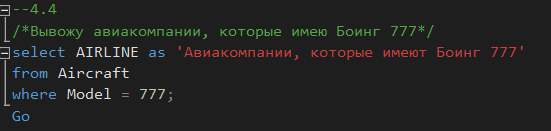 --4.4
/*Вывожу авиакомпании, которые имею Боинг 777*/
select AIRLINE as 'Авиакомпании, которые имеют Боинг 777'
from Aircraft
where Model = 777;
Go